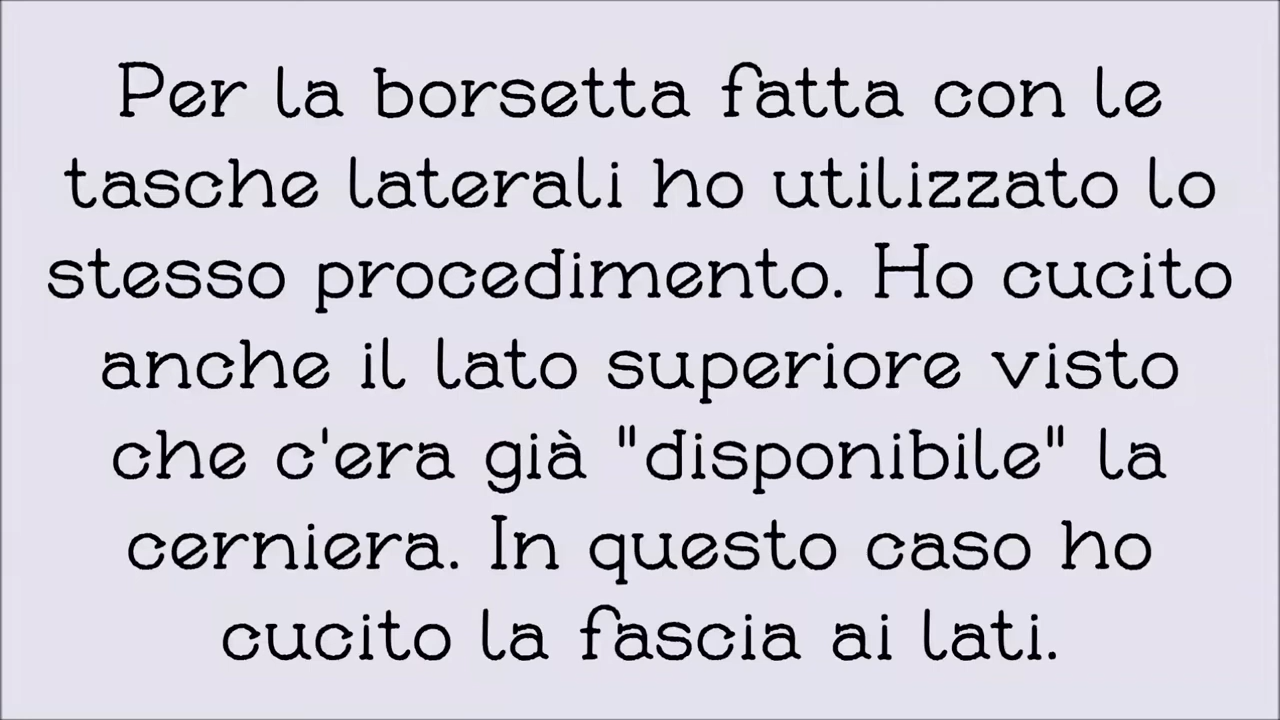 Per la borsetta fatta con le
tasche laterali ho utilizzato lo
stesso procedimento. Ho cucito
anche il lato superiore visto
che c'era già "disponibile" la
cerniera. In questo caso ho
cucito la fascia ai lati.